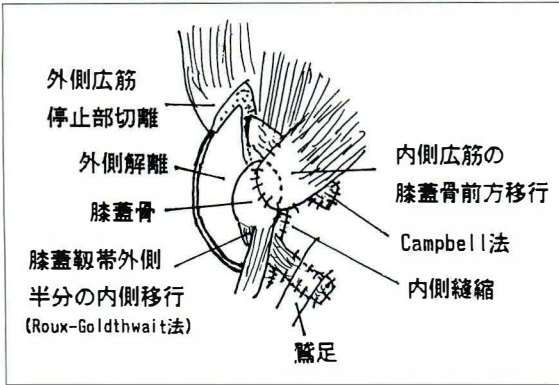 外側広筋
停止部切離
外側解離
膝蓋骨
膝蓋靱帯外側
半分の内側移行
(Roux-Goldthwait法)
内側広筋の
膝蓋骨前方移行
Campbell法
内側縫縮
鵞足